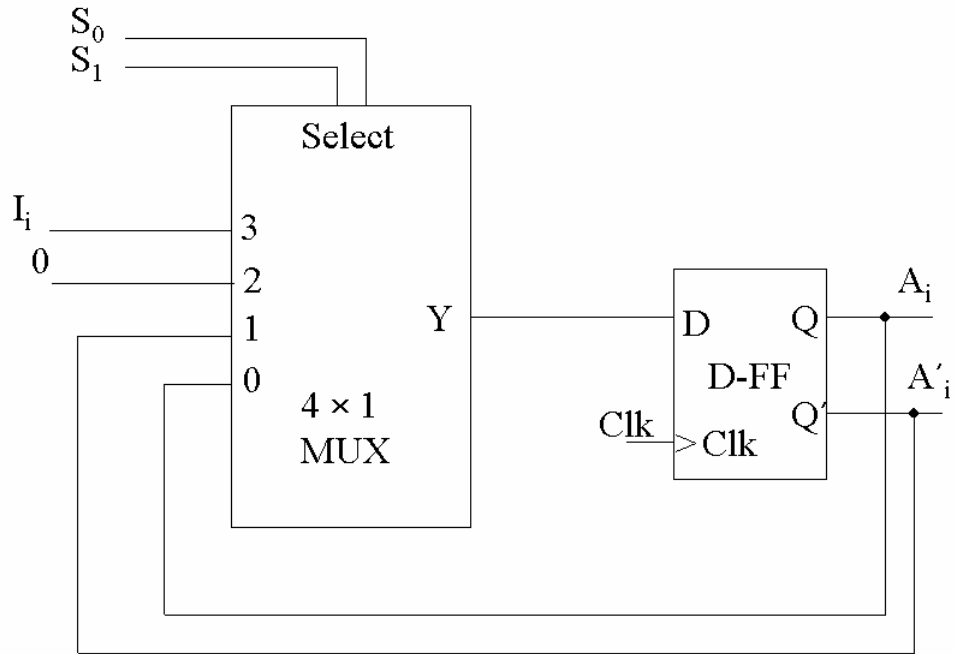 S₀
S₁
Select
Iᵢ
3
0
2
1
Y
0
4 × 1
MUX
D
Q
Aᵢ
D-FF
A′ᵢ
Q′
Clk
Clk